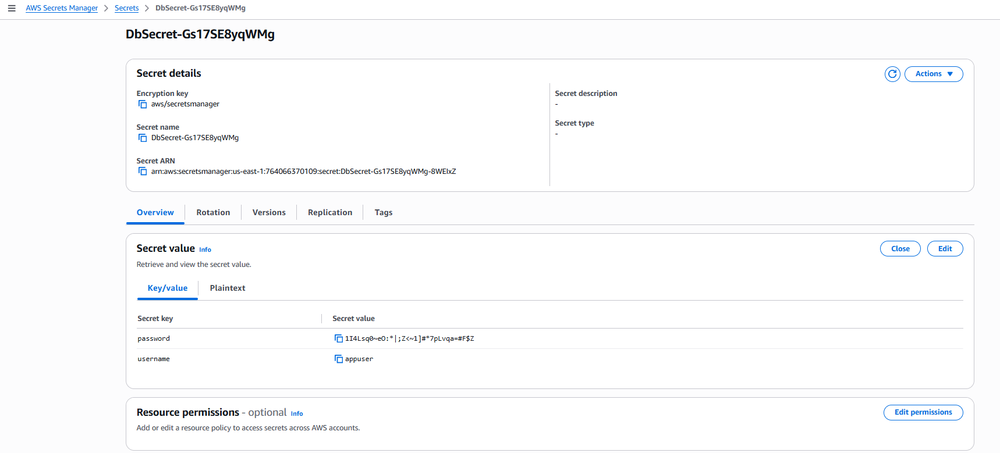 AWS Secrets Manager > Secrets > DbSecret-Gs17SE8yqWMg
DbSecret-Gs17SE8yqWMg
Secret details
Actions
Encryption key
aws/secretsmanager
Secret description
-
Secret name
DbSecret-Gs17SE8yqWMg
Secret type
-
Secret ARN
arn:aws:secretsmanager:us-east-1:764066370109:secret:DbSecret-Gs17SE8yqWMg-8WEIxZ
Overview Rotation Versions Replication Tags
Secret value Info
Close Edit
Retrieve and view the secret value.
Key/value Plaintext
Secret key Secret value
password 1I4Lsq0~eO:*|;Z<~1]#*7pLvqa=#F$Z
username appuser
Resource permissions - optional Info
Edit permissions
Add or edit a resource policy to access secrets across AWS accounts.